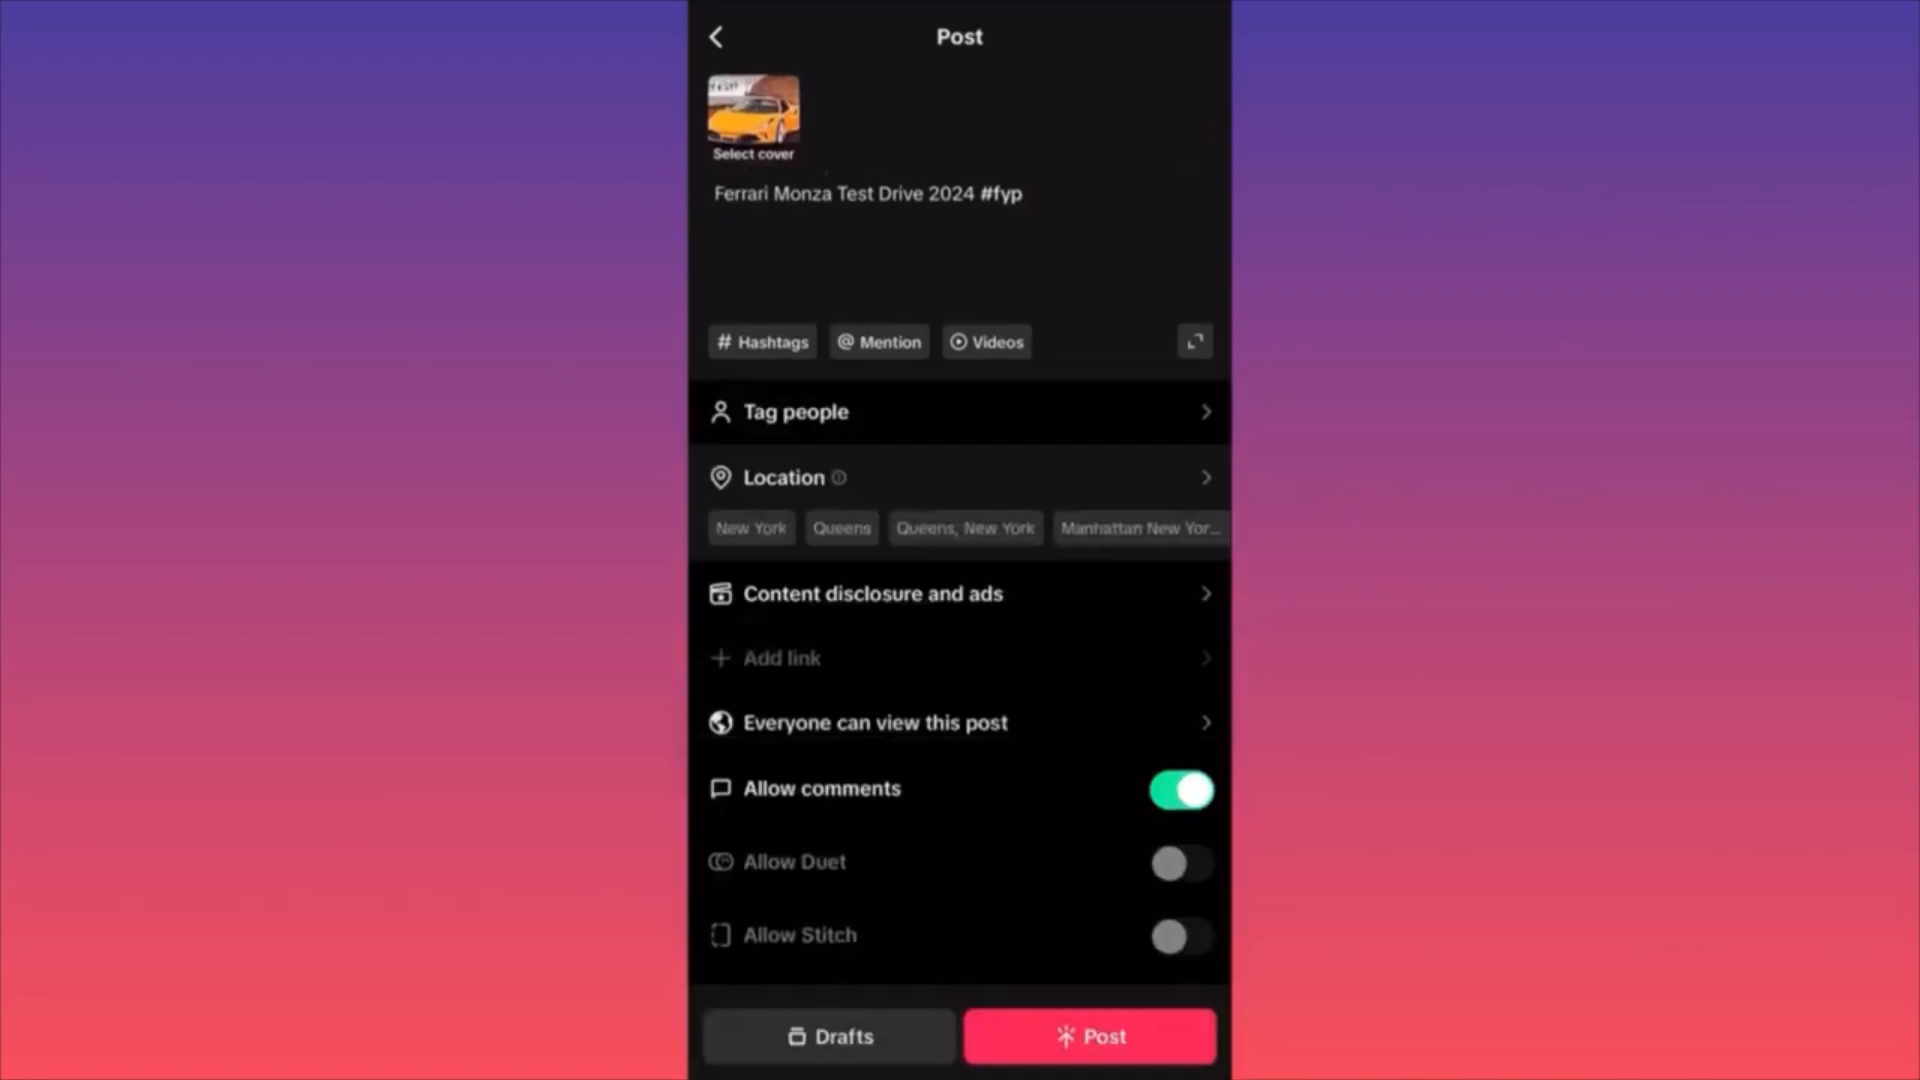 Post
Select cover
Ferrari Monza Test Drive 2024 #fyp
# Hashtags
@ Mention
Videos
Tag people
Location
New York
Queens
Queens, New York
Manhattan New Yor...
Content disclosure and ads
+ Add link
Everyone can view this post
Allow comments
Allow Duet
Allow Stitch
Drafts
Post